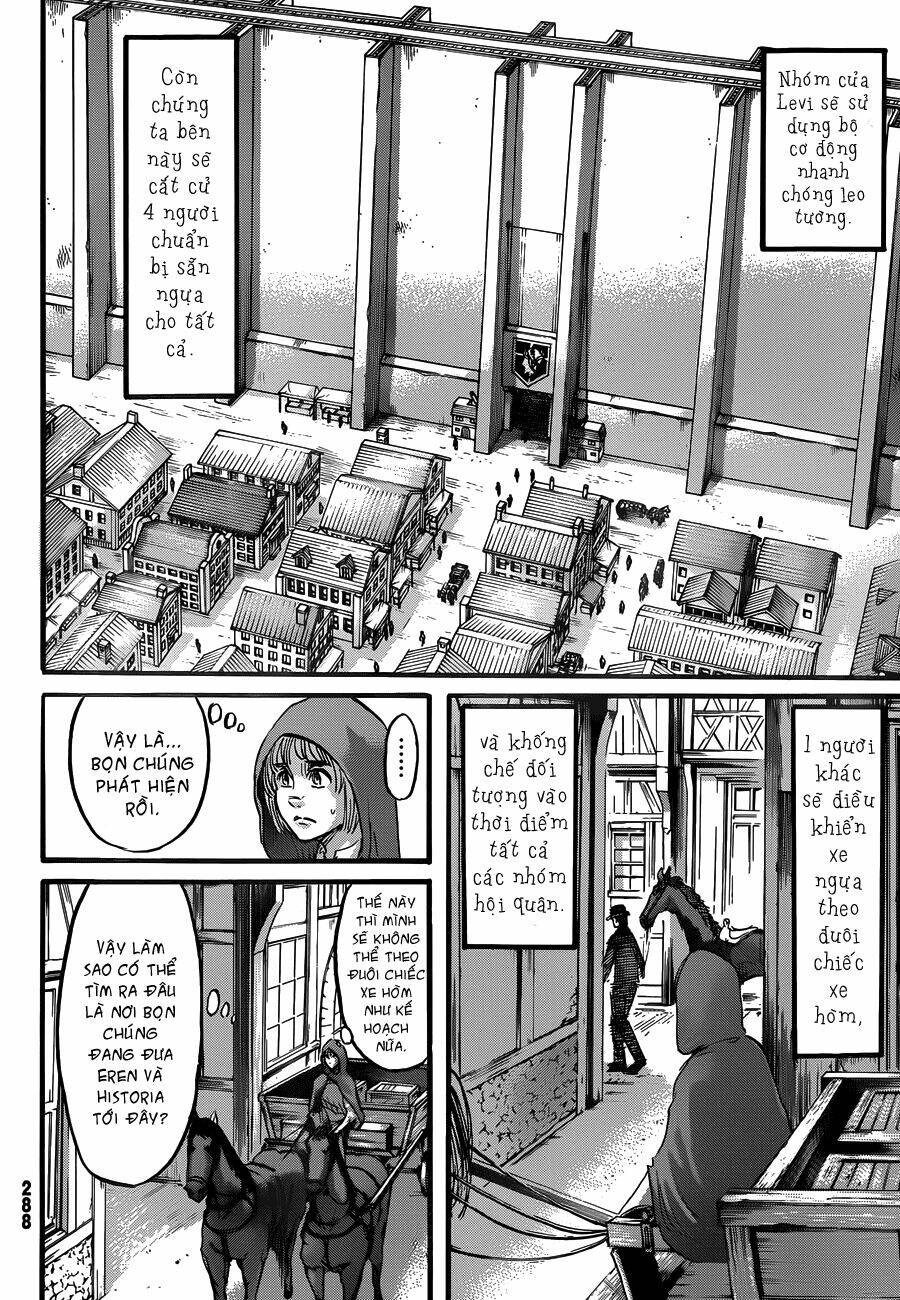 Nhóm của
Levi sẽ sử
dụng bộ
cơ động
nhanh
chóng leo
tường.
Còn
chúng
ta bên
này sẽ
cắt cử
4 người
chuẩn
bị sẵn
ngựa
cho tất
cả.
1 người
khác
sẽ điều
khiển
xe
ngựa
theo
đuôi
chiếc
xe
hòm,
và khống
chế đối
tượng vào
thời điểm
tất cả
các nhóm
hội quân.
........
VẬY LÀ...
BỌN CHÚNG
PHÁT HIỆN
RỒI.
THẾ NÀY
THÌ MÌNH
SẼ KHÔNG
THỂ THEO
ĐUÔI CHIẾC
XE HÒM
NHƯ KẾ
HOẠCH
NỮA.
VẬY LÀM
SAO CÓ THỂ
TÌM RA ĐÂU
LÀ NƠI BỌN
CHÚNG
ĐANG ĐƯA
EREN VÀ
HISTORIA
TỚI ĐÂY?
288